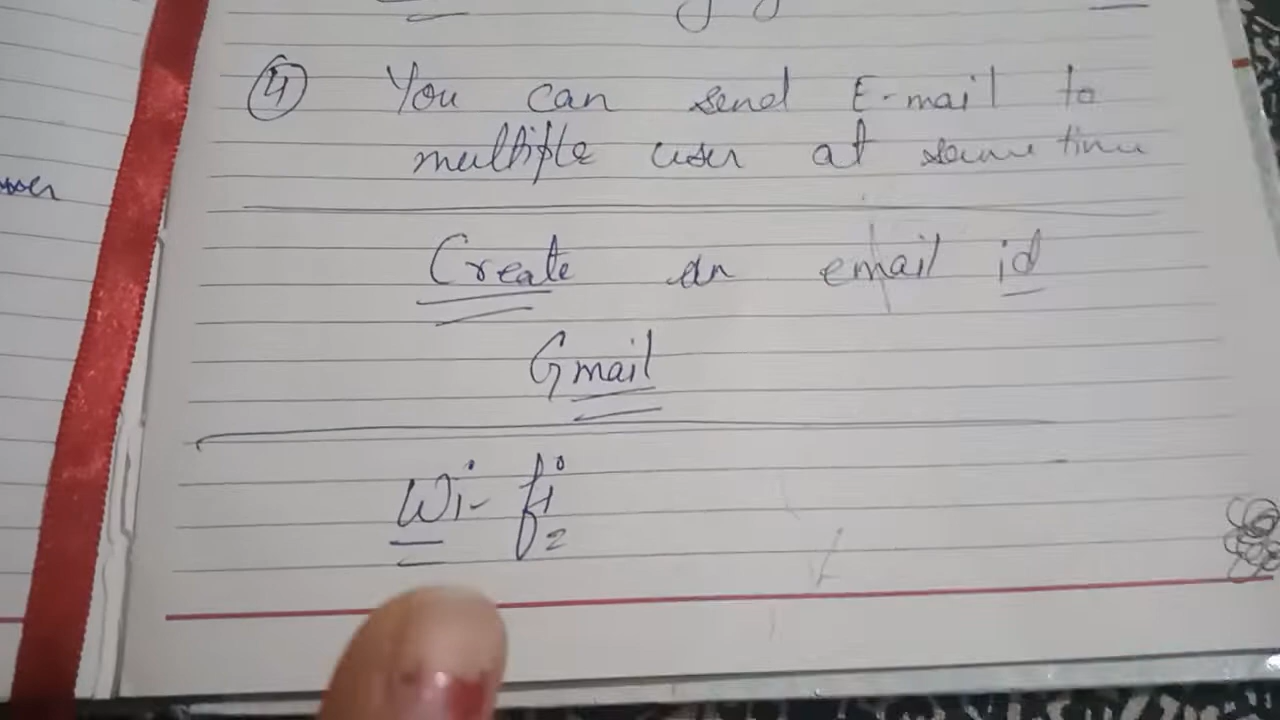 ④ You can send E-mail to
multiple user at same time
Create an email id
Gmail
Wi-fi